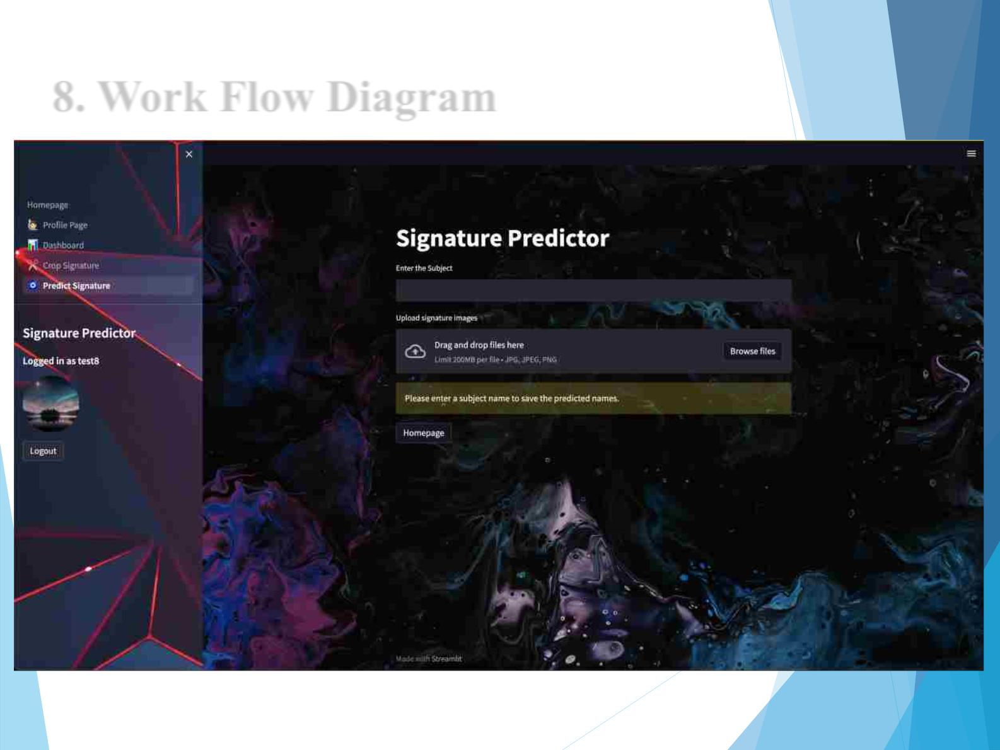 8. Work Flow Diagram
Homepage
Profile Page
Dashboard
Crop Signature
Predict Signature
Signature Predictor
Logged in as test8
Logout
Signature Predictor
Enter the Subject
Upload signature images
Drag and drop files here
Limit 200MB per file • JPG, JPEG, PNG
Browse files
Please enter a subject name to save the predicted names.
Homepage
Made with Streamlit